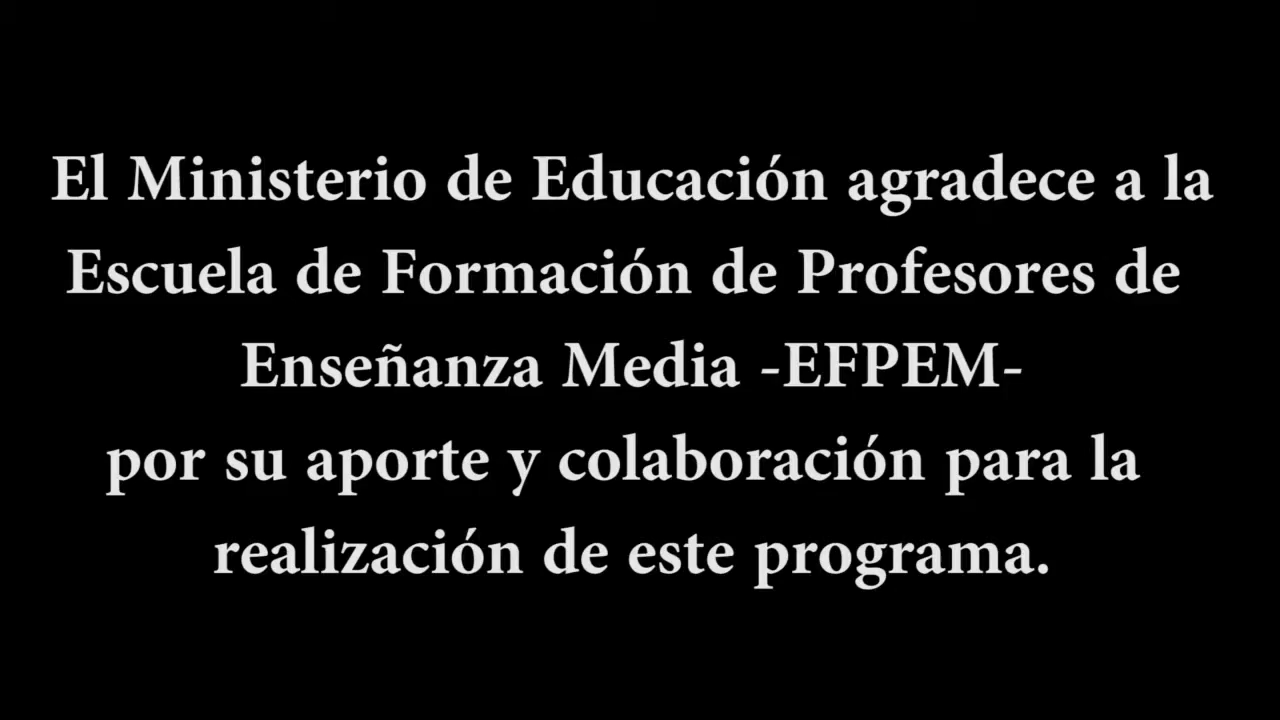 El Ministerio de Educación agradece a la
Escuela de Formación de Profesores de
Enseñanza Media -EFPEM-
por su aporte y colaboración para la
realización de este programa.